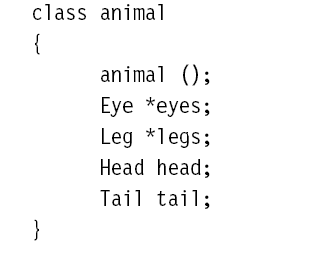 class animal
{
animal ();
Eye *eyes;
Leg *legs;
Head head;
Tail tail;
}